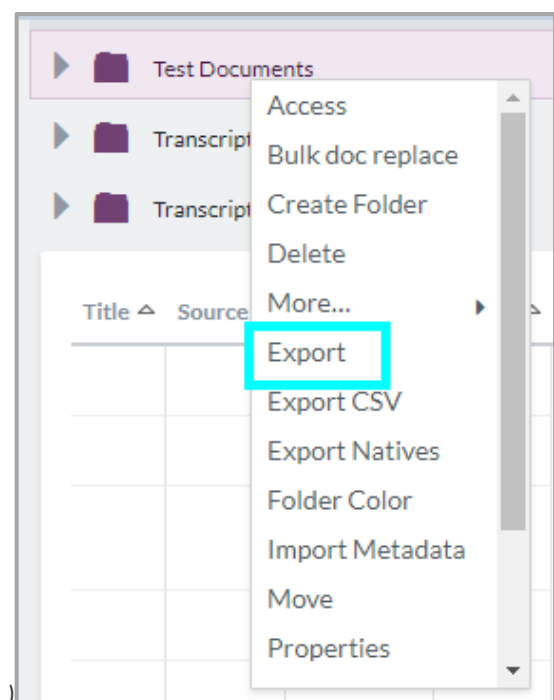 Test Documents
Access
Transcript
Bulk doc replace
Transcript
Create Folder
Delete
Title Source
More...
Export
Export CSV
Export Natives
Folder Color
Import Metadata
Move
Properties
)